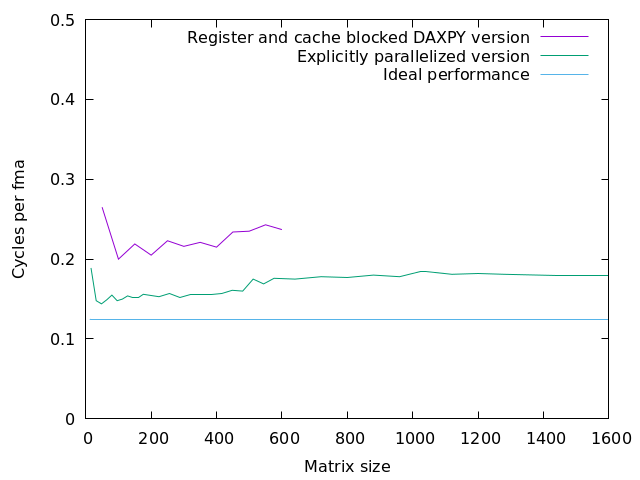 0.5
0.4
0.3
0.2
0.1
0
Cycles per fma
Register and cache blocked DAXPY version
Explicitly parallelized version
Ideal performance
0 200 400 600 800 1000 1200 1400 1600
Matrix size